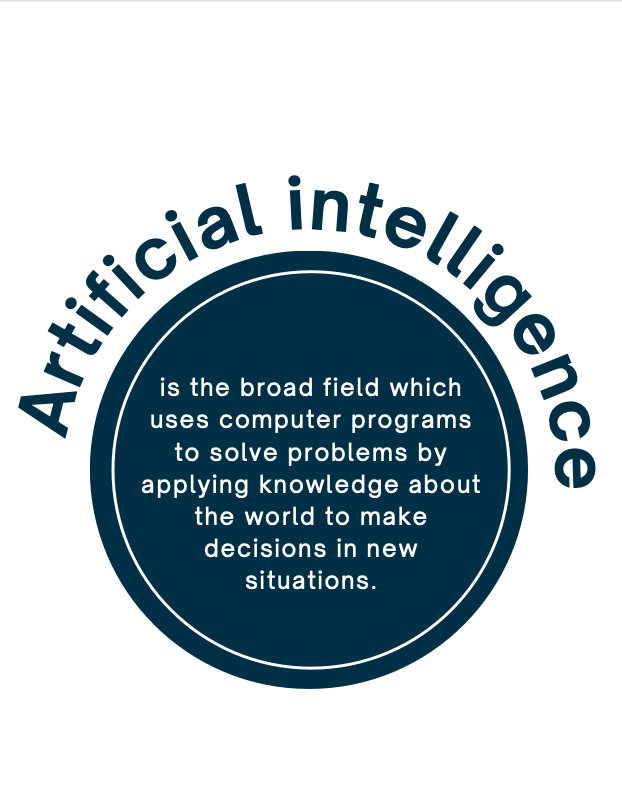 Artificial intelligence
is the broad field which
uses computer programs
to solve problems by
applying knowledge about
the world to make
decisions in new
situations.